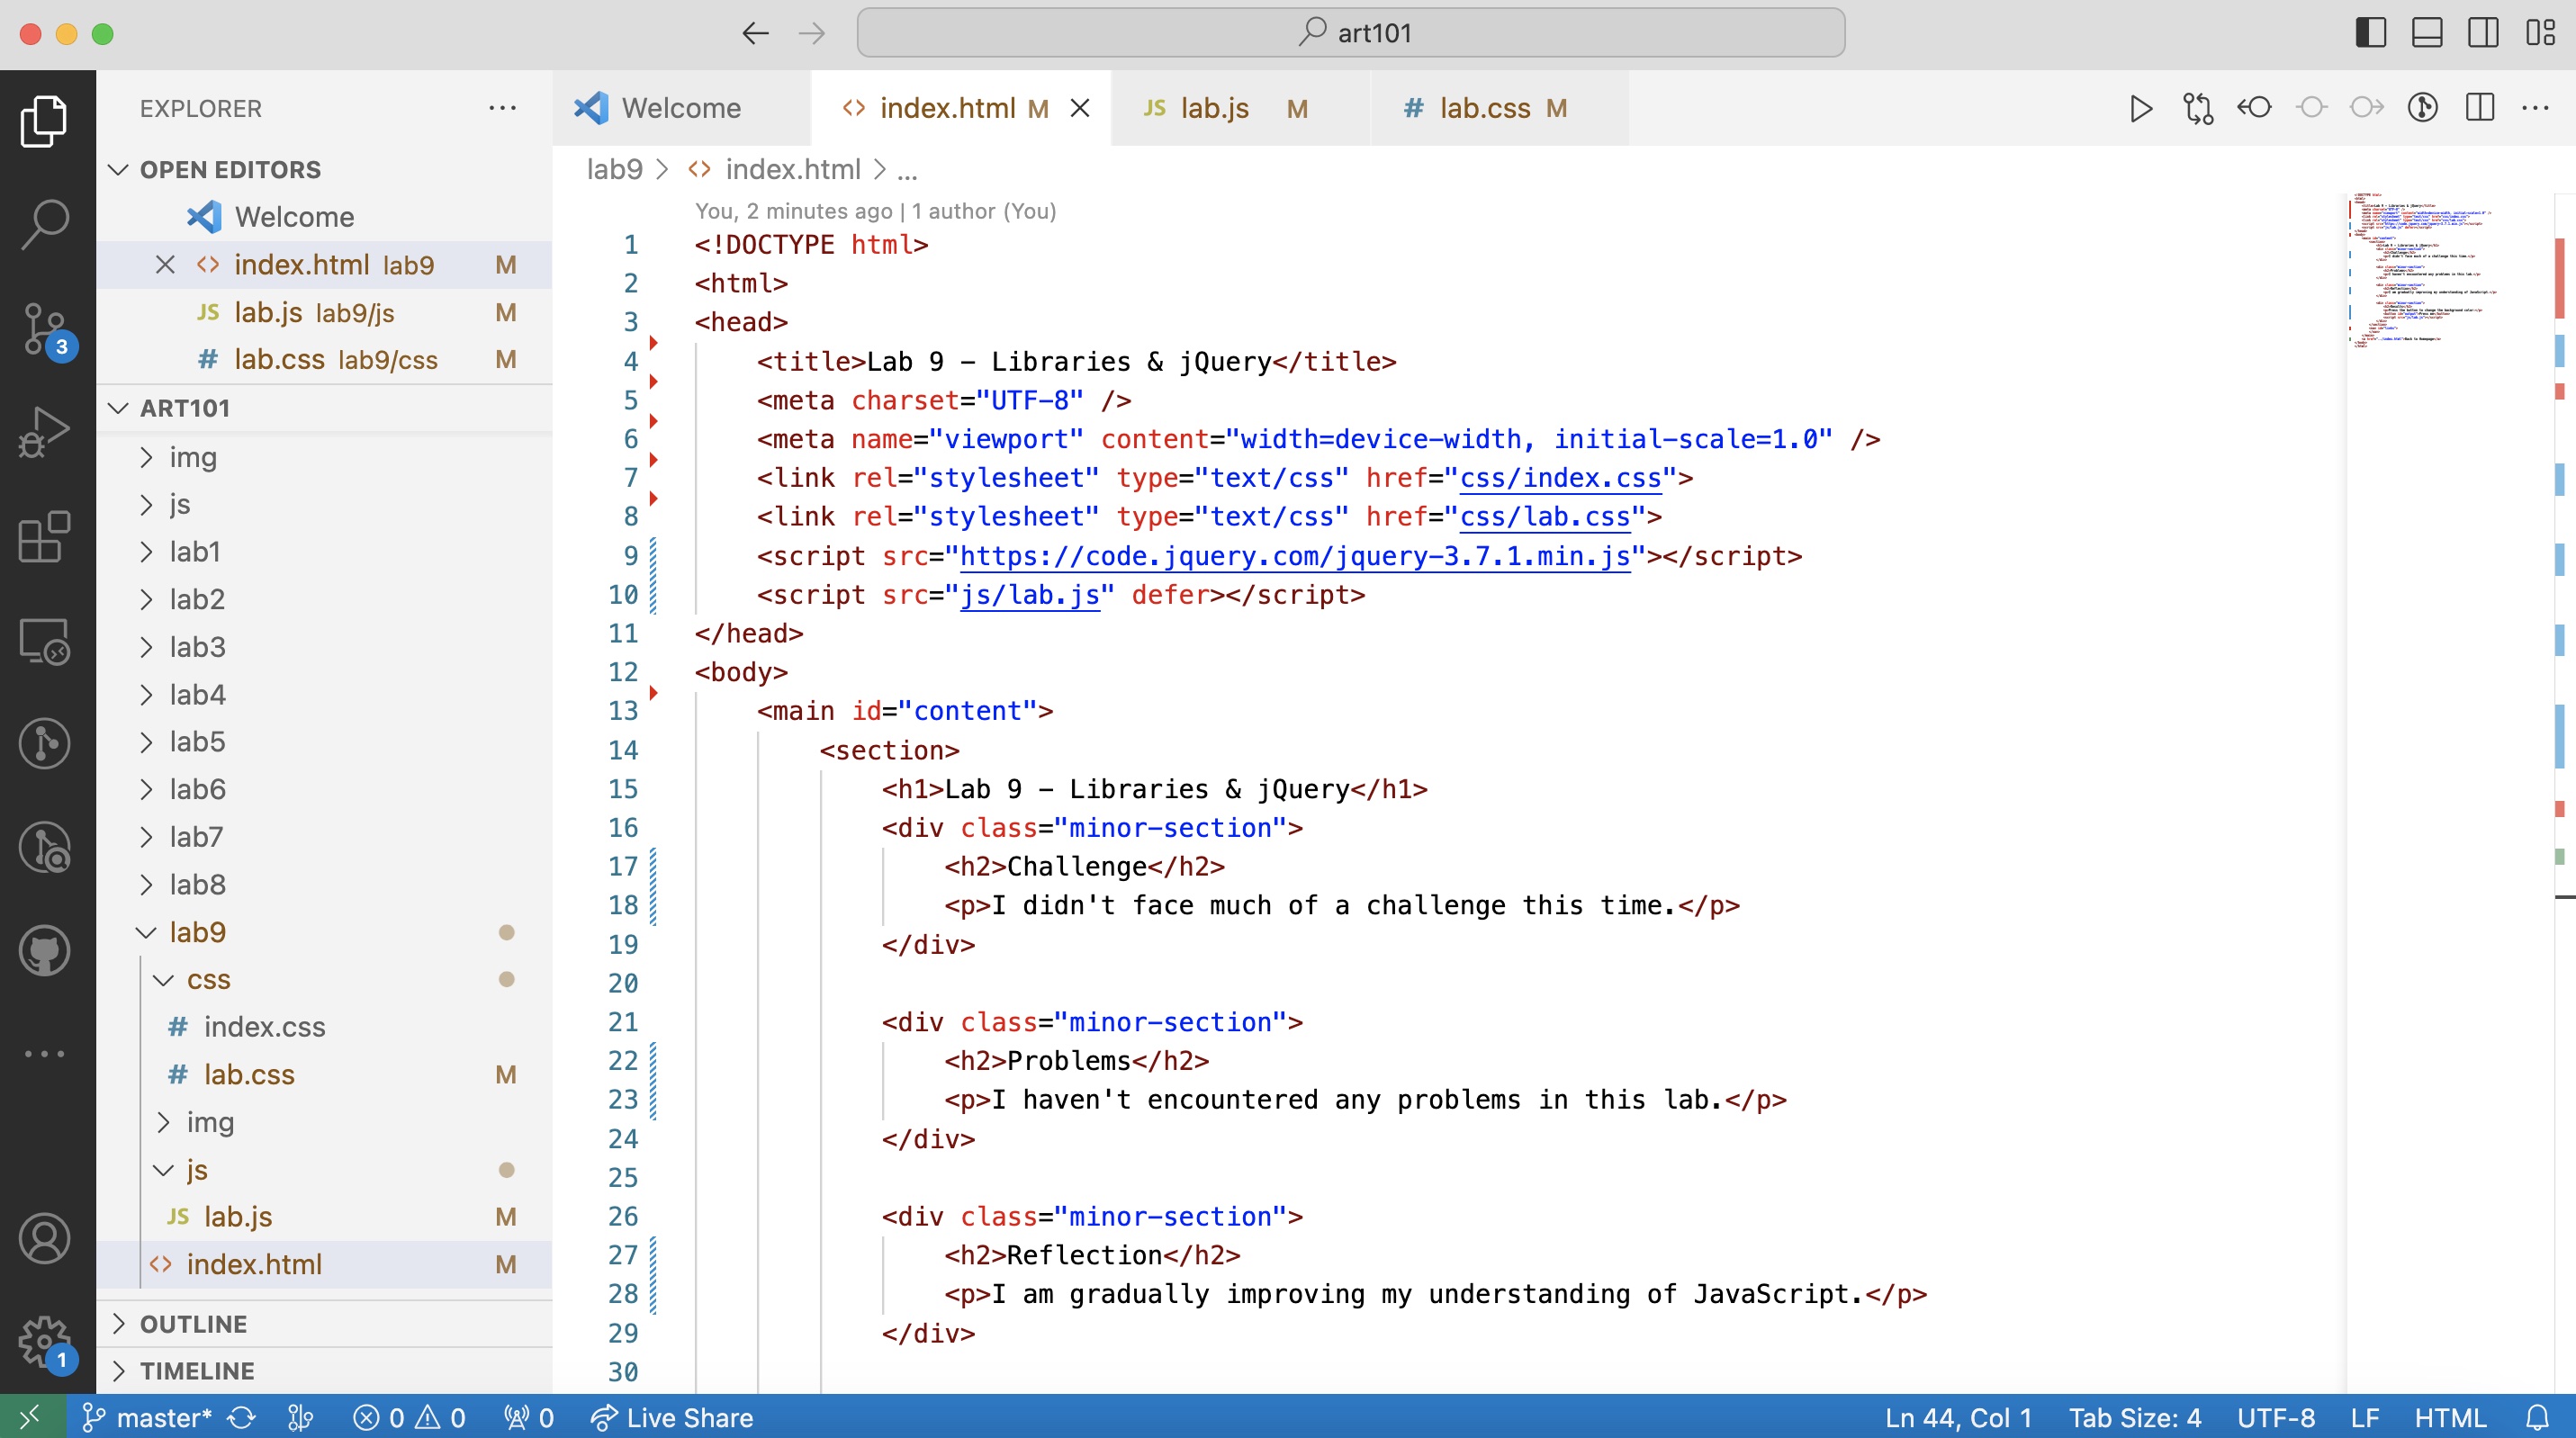 art101
EXPLORER
Welcome
index.html M
JS lab.js M
# lab.css M
OPEN EDITORS
Welcome
index.html lab9 M
JS lab.js lab9/js M
# lab.css lab9/css M
ART101
img
js
lab1
lab2
lab3
lab4
lab5
lab6
lab7
lab8
lab9
css
# index.css
# lab.css M
img
js
JS lab.js M
index.html M
OUTLINE
TIMELINE
3
1
lab9 > <> index.html > ...
You, 2 minutes ago | 1 author (You)
1 <!DOCTYPE html>
2 <html>
3 <head>
4 <title>Lab 9 - Libraries & jQuery</title>
5 <meta charset="UTF-8" />
6 <meta name="viewport" content="width=device-width, initial-scale=1.0" />
7 <link rel="stylesheet" type="text/css" href="css/index.css">
8 <link rel="stylesheet" type="text/css" href="css/lab.css">
9 <script src="https://code.jquery.com/jquery-3.7.1.min.js"></script>
10 <script src="js/lab.js" defer></script>
11 </head>
12 <body>
13 <main id="content">
14 <section>
15 <h1>Lab 9 - Libraries & jQuery</h1>
16 <div class="minor-section">
17 <h2>Challenge</h2>
18 <p>I didn't face much of a challenge this time.</p>
19 </div>
20
21 <div class="minor-section">
22 <h2>Problems</h2>
23 <p>I haven't encountered any problems in this lab.</p>
24 </div>
25
26 <div class="minor-section">
27 <h2>Reflection</h2>
28 <p>I am gradually improving my understanding of JavaScript.</p>
29 </div>
30
master* 0 0 0 Live Share Ln 44, Col 1 Tab Size: 4 UTF-8 LF HTML